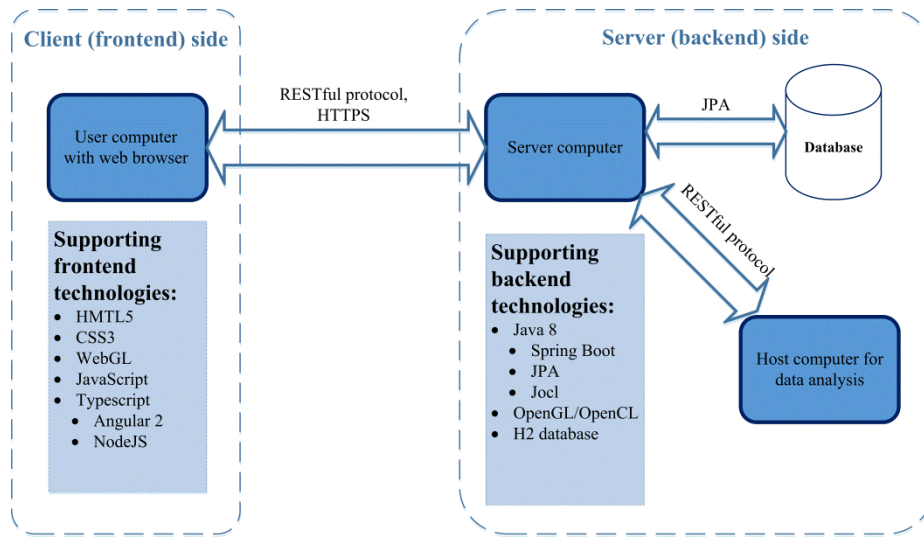 Client (frontend) side
User computer
with web browser
Supporting
frontend
technologies:
• HMTL5
• CSS3
• WebGL
• JavaScript
• Typescript
• Angular 2
• NodeJS
RESTful protocol,
HTTPS
Server (backend) side
Server computer
JPA
Database
RESTful protocol
Supporting
backend
technologies:
• Java 8
• Spring Boot
• JPA
• Jocl
• OpenGL/OpenCL
• H2 database
Host computer for
data analysis